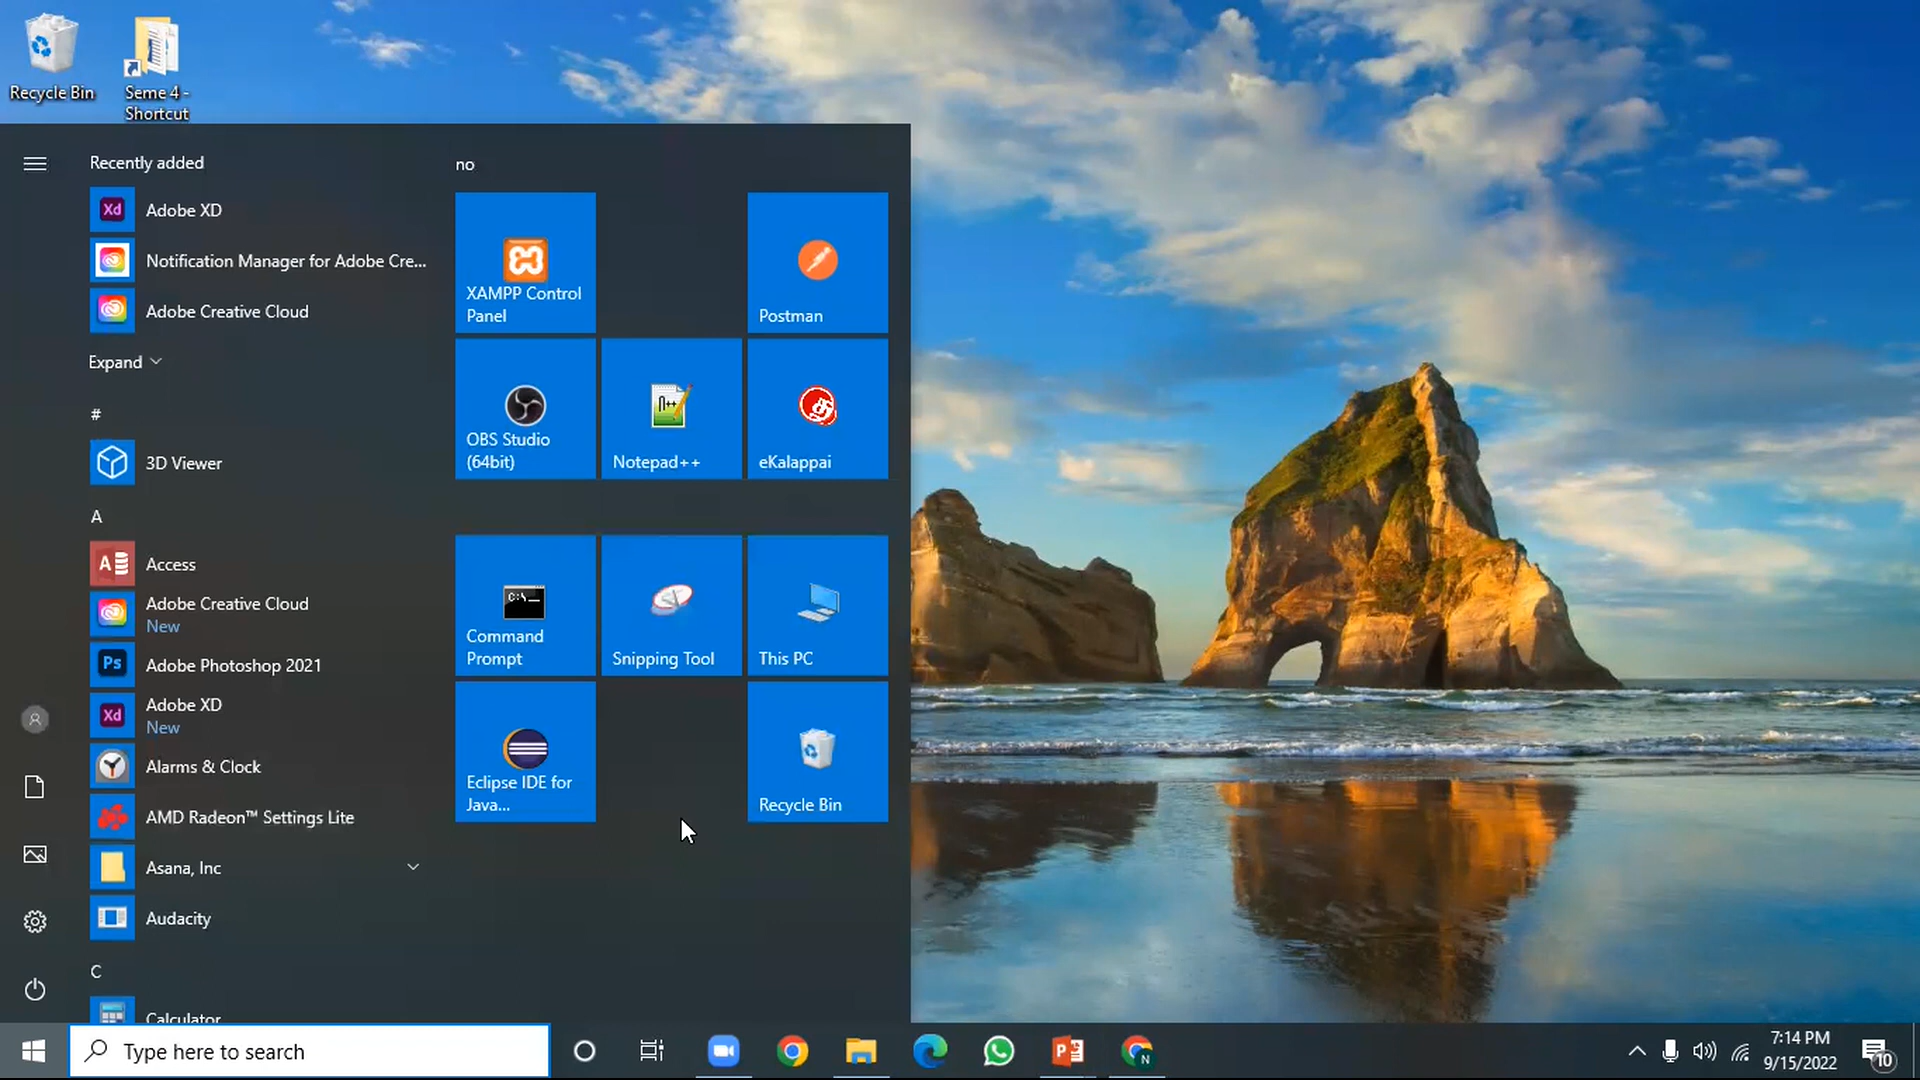 Recycle Bin
Seme 4 -
Shortcut
Recently added
Adobe XD
Notification Manager for Adobe Cre...
Adobe Creative Cloud
Expand
#
3D Viewer
A
Access
Adobe Creative Cloud
New
Adobe Photoshop 2021
Adobe XD
New
Alarms & Clock
AMD Radeon™ Settings Lite
Asana, Inc
Audacity
C
Calculator
no
XAMPP Control
Panel
Postman
OBS Studio
(64bit)
Notepad++
eKalappai
Command
Prompt
Snipping Tool
This PC
Eclipse IDE for
Java...
Recycle Bin
Type here to search
7:14 PM
9/15/2022
10